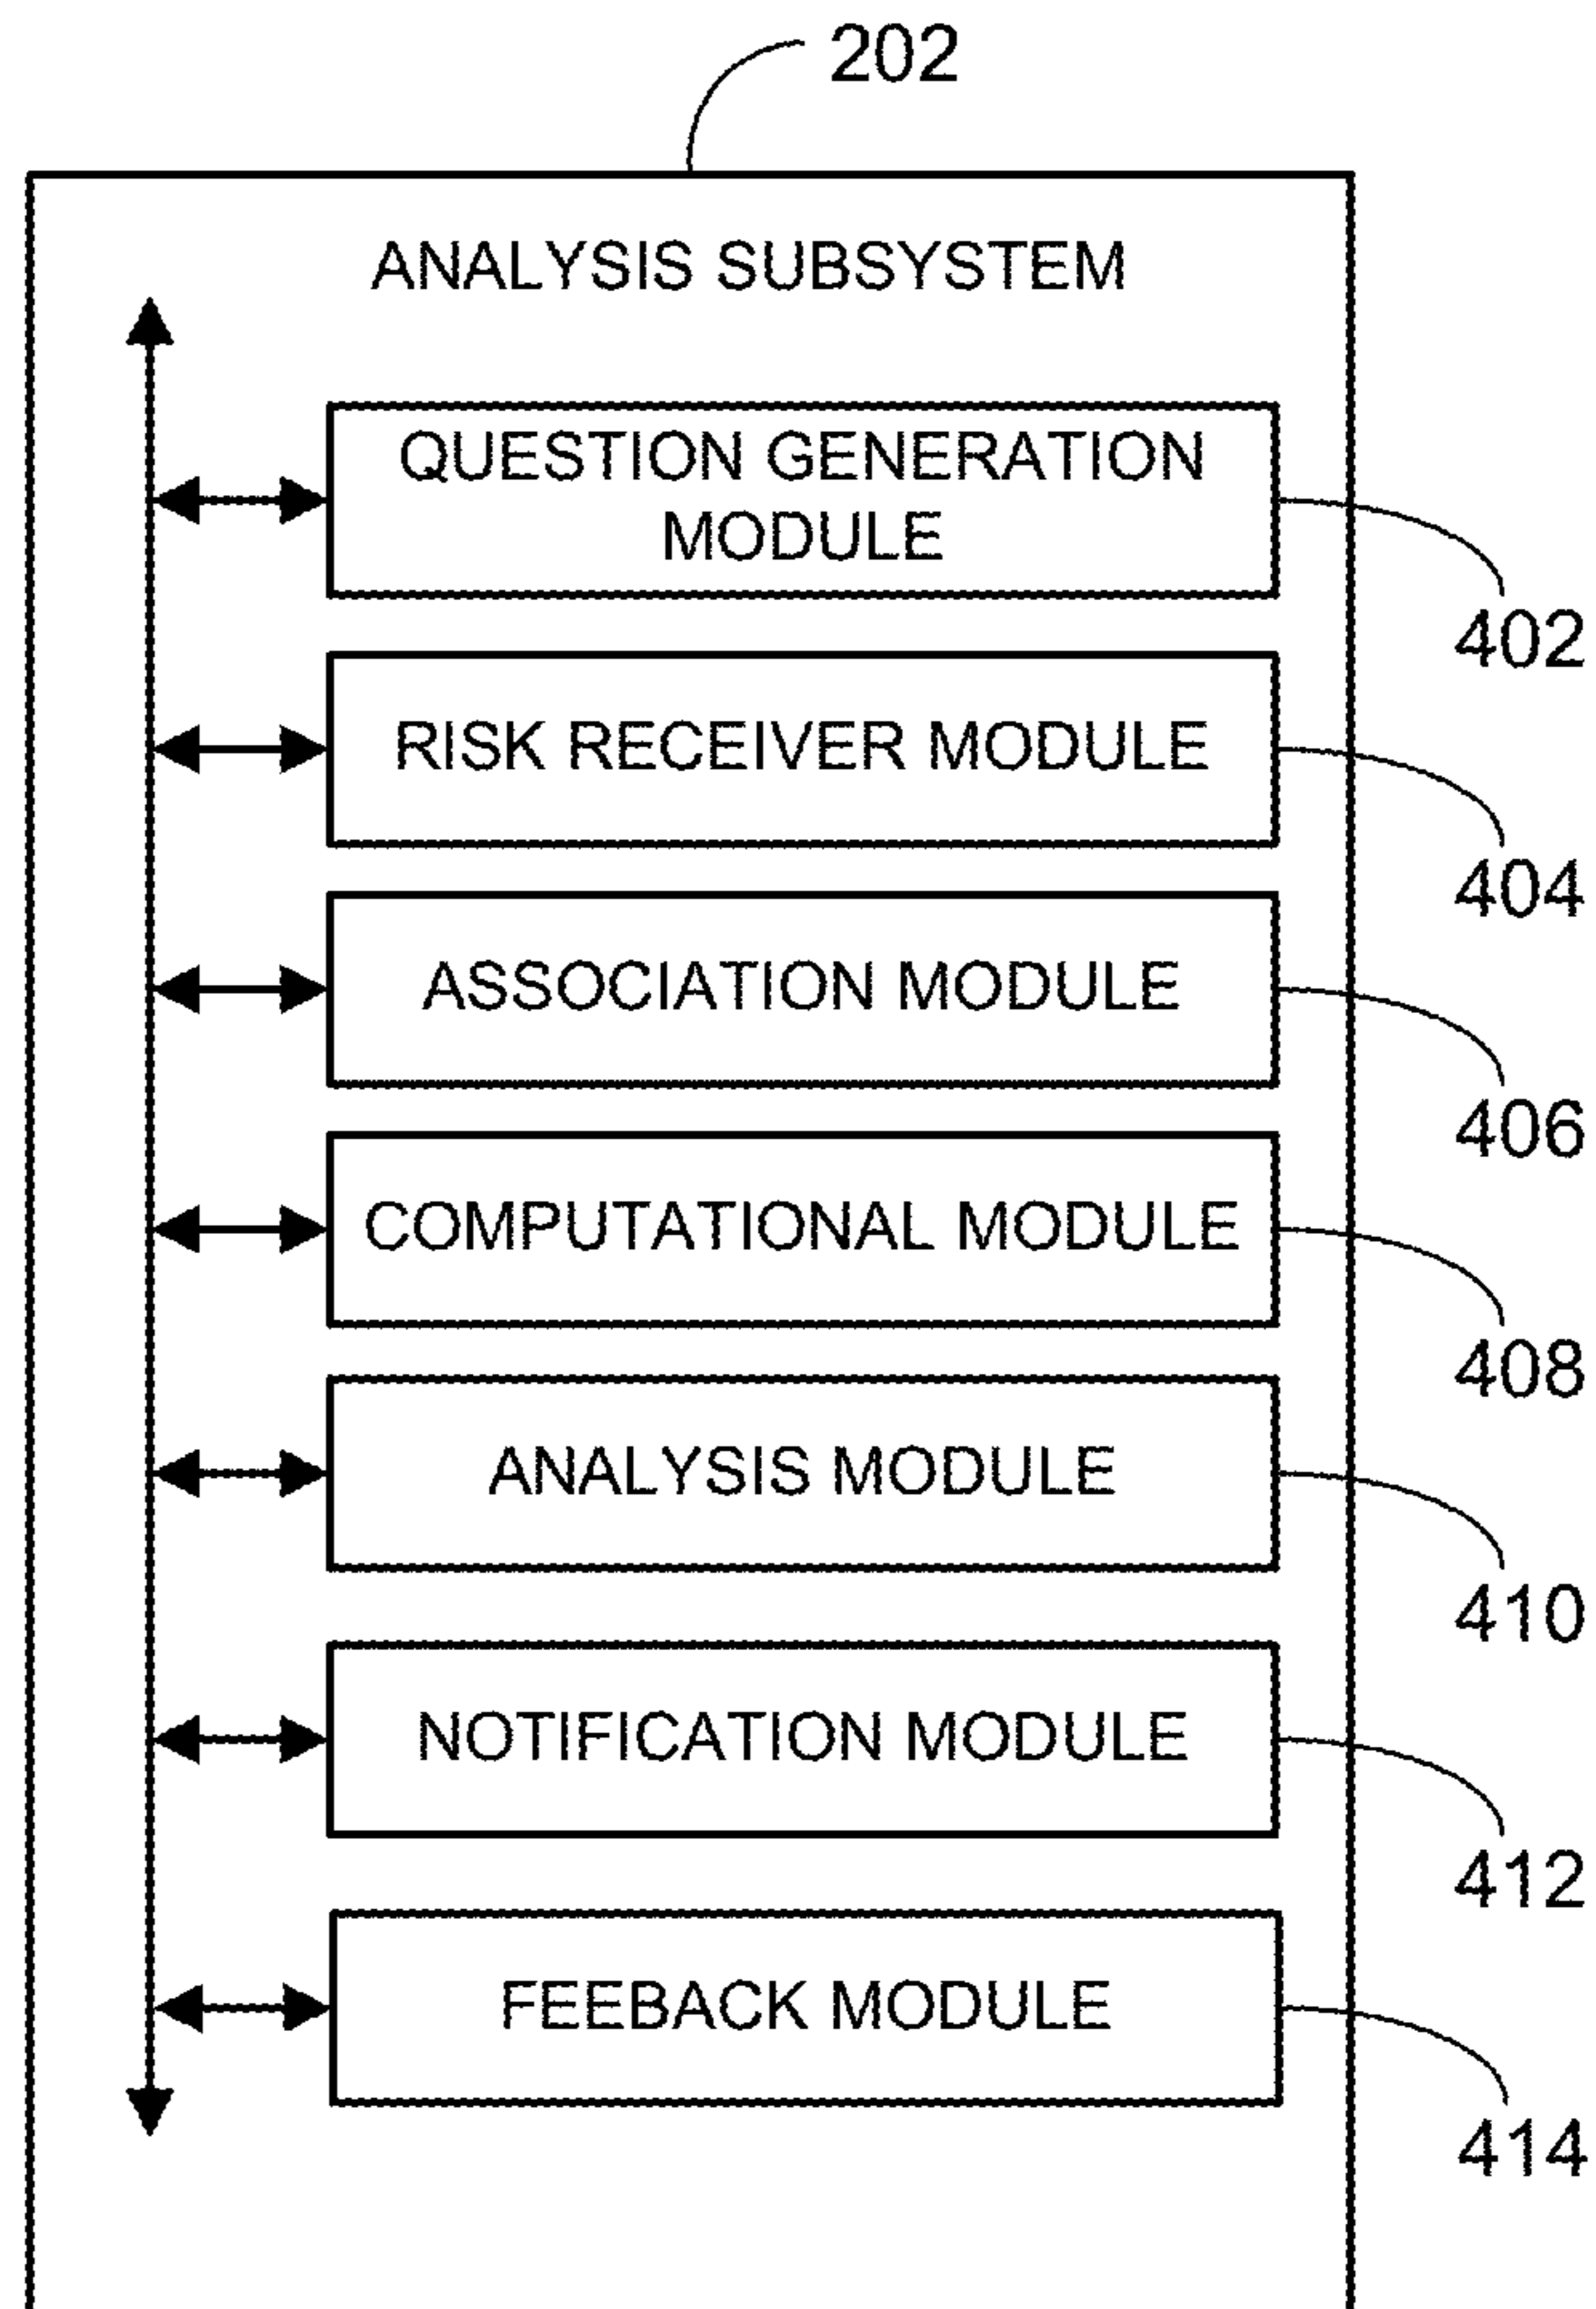 202
ANALYSIS SUBSYSTEM
QUESTION GENERATION
MODULE
402
RISK RECEIVER MODULE
404
ASSOCIATION MODULE
406
COMPUTATIONAL MODULE
408
ANALYSIS MODULE
410
NOTIFICATION MODULE
412
FEEBACK MODULE
414